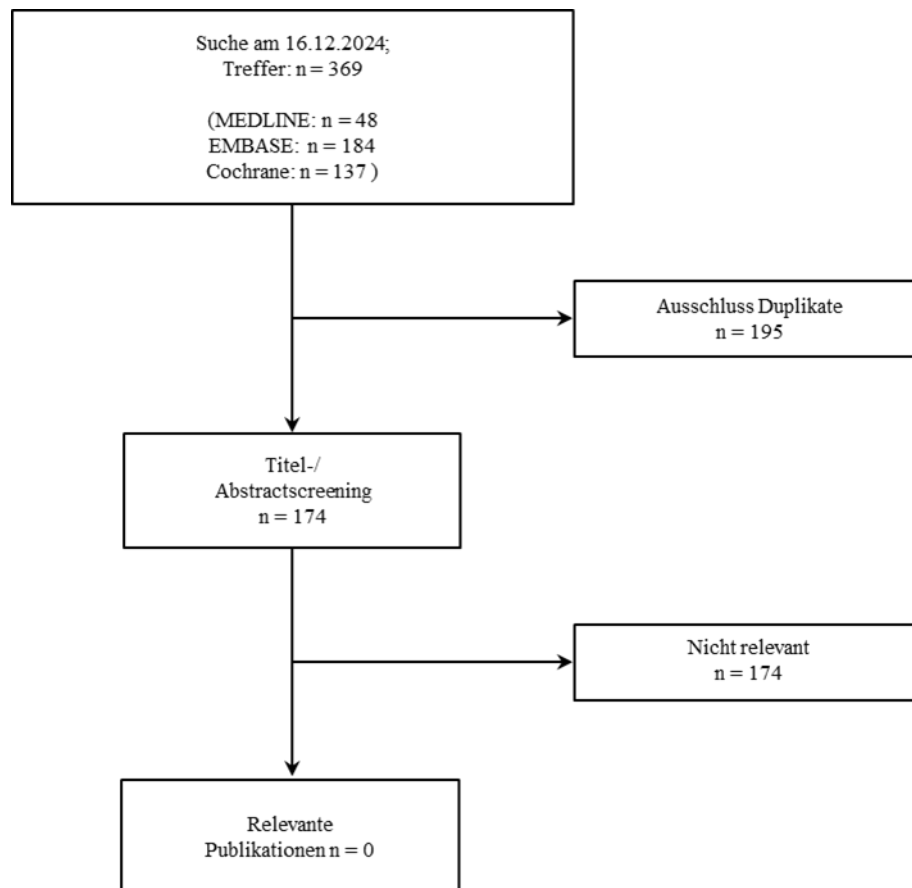 Suche am 16.12.2024;
Treffer: n = 369
(MEDLINE: n = 48
EMBASE: n = 184
Cochrane: n = 137 )
Ausschluss Duplikate
n = 195
Titel-/
Abstractscreening
n = 174
Nicht relevant
n = 174
Relevante
Publikationen n = 0